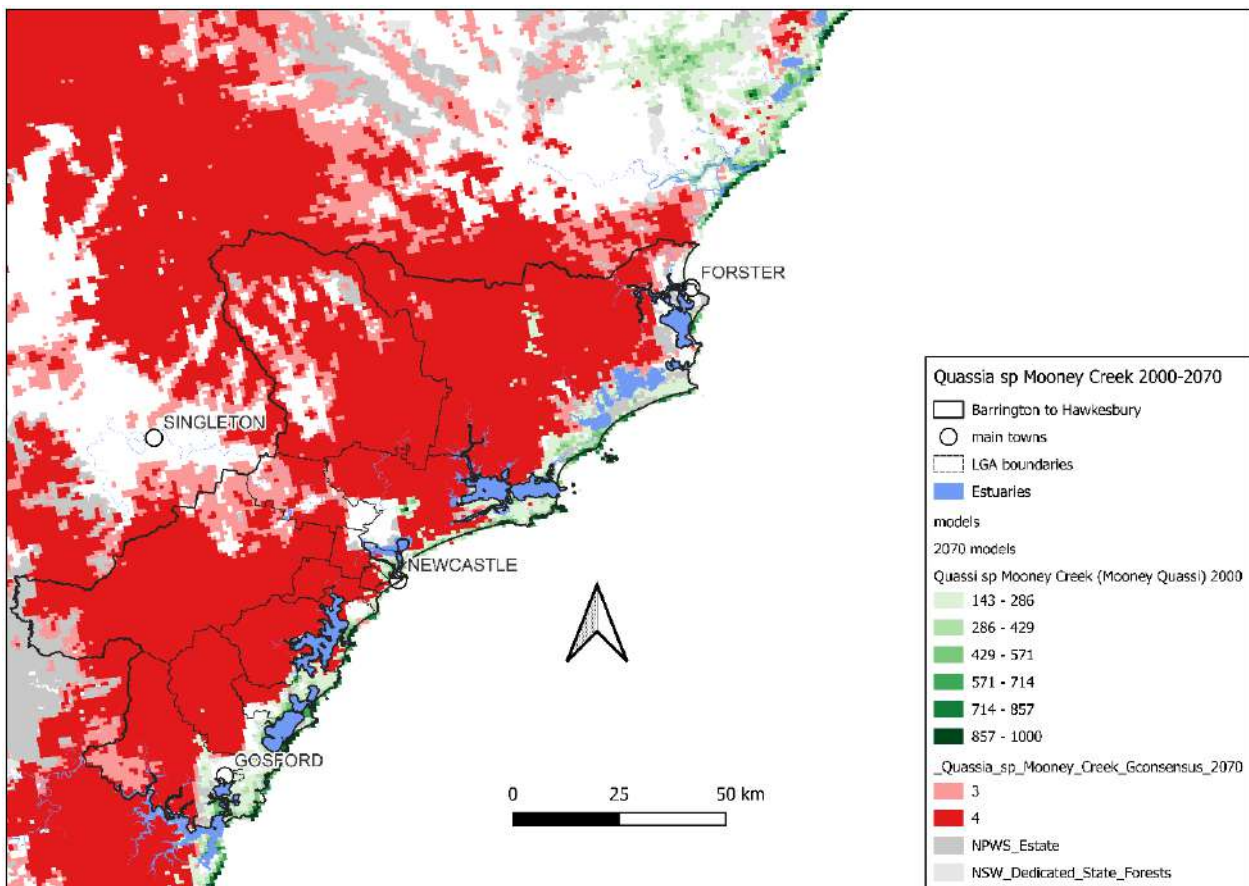 FORSTER
SINGLETON
NEWCASTLE
GOSFORD
0 25 50 km
Quassia sp Mooney Creek 2000-2070
Barrington to Hawkesbury
main towns
LGA boundaries
Estuaries
models
2070 models
Quassi sp Mooney Creek (Mooney Quassi) 2000
143 - 286
286 - 429
429 - 571
571 - 714
714 - 857
857 - 1000
_Quassia_sp_Mooney_Creek_Gconsensus_2070
3
4
NPWS_Estate
NSW_Dedicated_State_Forests